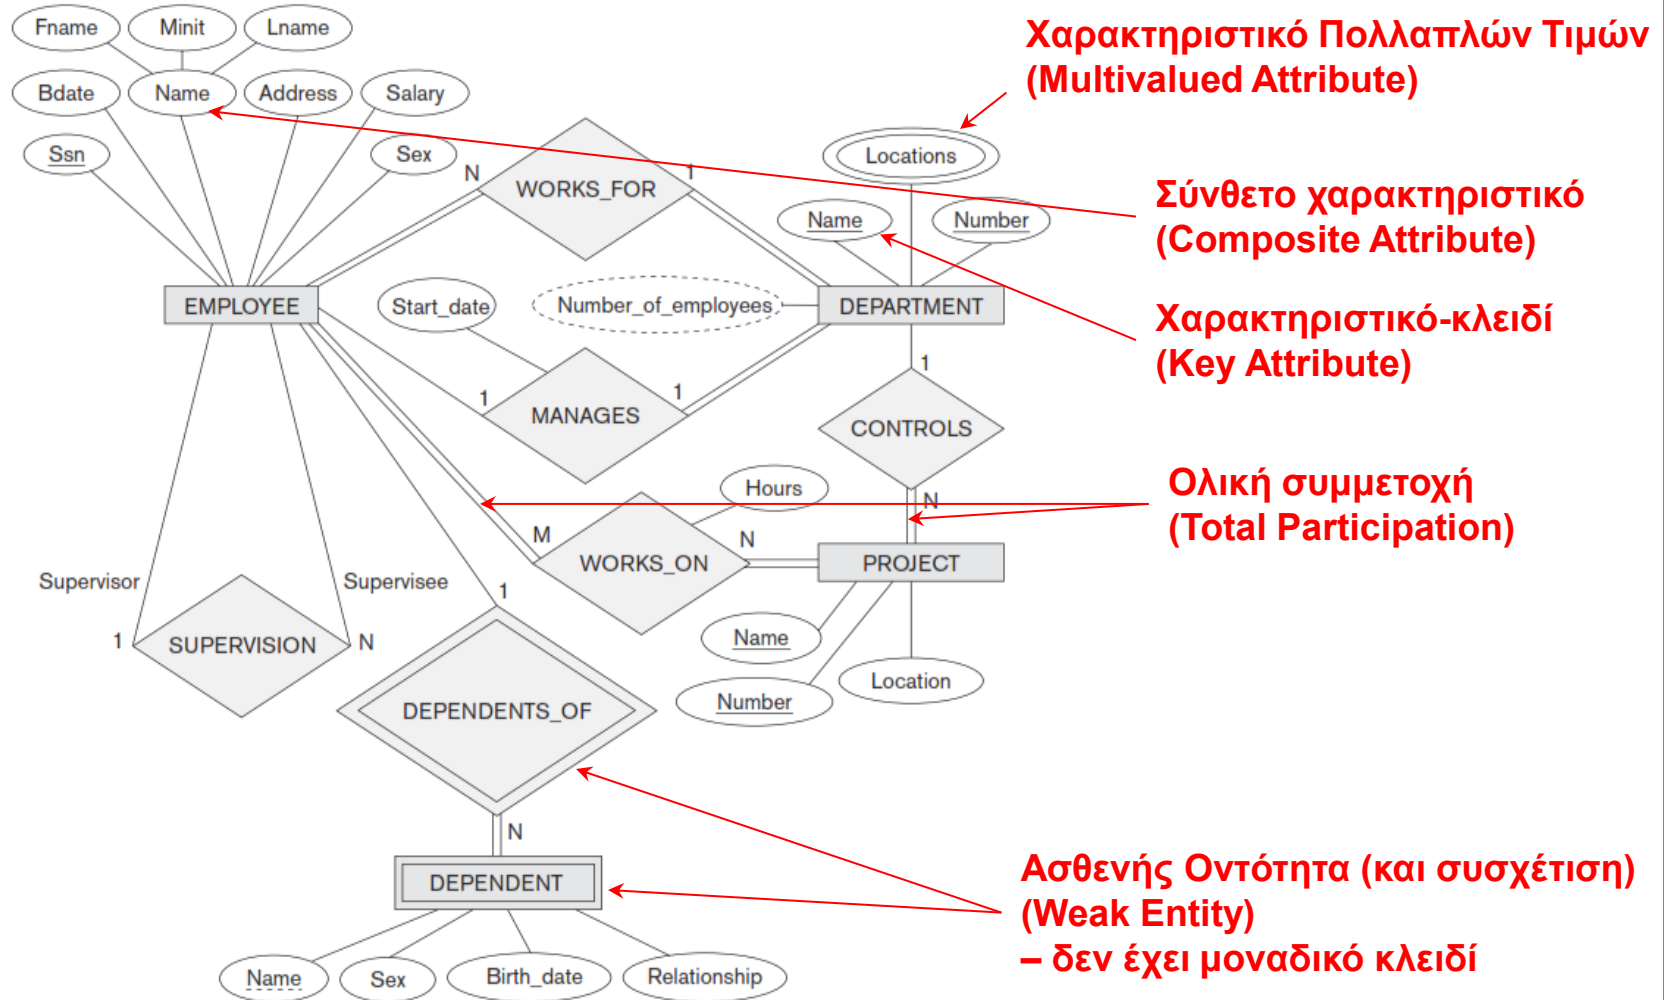 Fname
Minit
Lname
Χαρακτηριστικό Πολλαπλών Τιμών
(Multivalued Attribute)
Bdate
Name
Address
Salary
Ssn
Sex
N
WORKS_FOR
1
Locations
Σύνθετο χαρακτηριστικό
(Composite Attribute)
Name
Number
EMPLOYEE
Start_date
Number_of_employees
DEPARTMENT
Χαρακτηριστικό-κλειδί
(Key Attribute)
1
MANAGES
1
1
CONTROLS
N
Ολική συμμετοχή
(Total Participation)
Hours
M
WORKS_ON
N
PROJECT
Supervisor
Supervisee
1
SUPERVISION
N
1
Name
Number
Location
DEPENDENTS_OF
N
DEPENDENT
Ασθενής Οντότητα (και συσχέτιση)
(Weak Entity)
– δεν έχει μοναδικό κλειδί
Name
Sex
Birth_date
Relationship